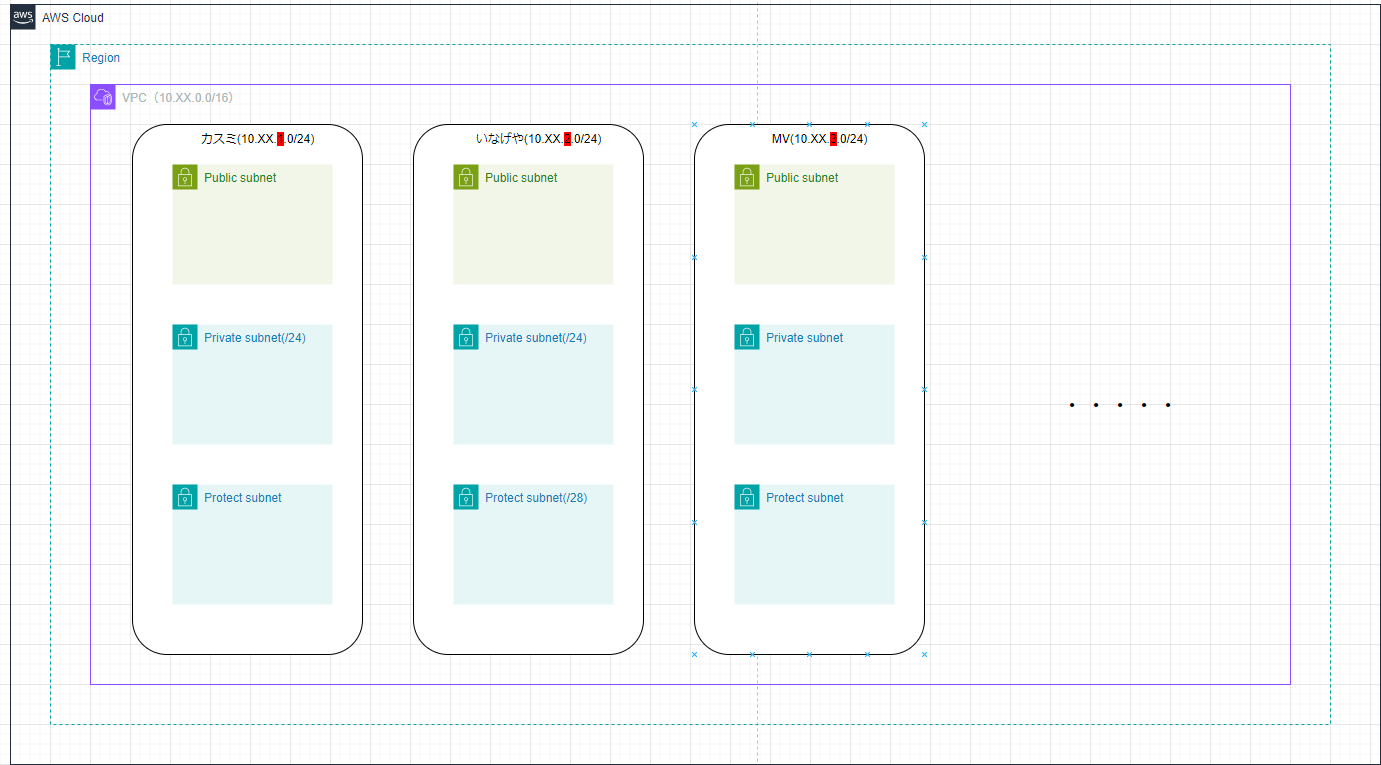 aws
AWS Cloud
Region
VPC（10.XX.0.0/16）
カスミ(10.XX.1.0/24)
いなげや(10.XX.2.0/24)
MV(10.XX.3.0/24)
Public subnet
Public subnet
Public subnet
Private subnet(/24)
Private subnet(/24)
Private subnet
・・・・・
Protect subnet
Protect subnet(/28)
Protect subnet